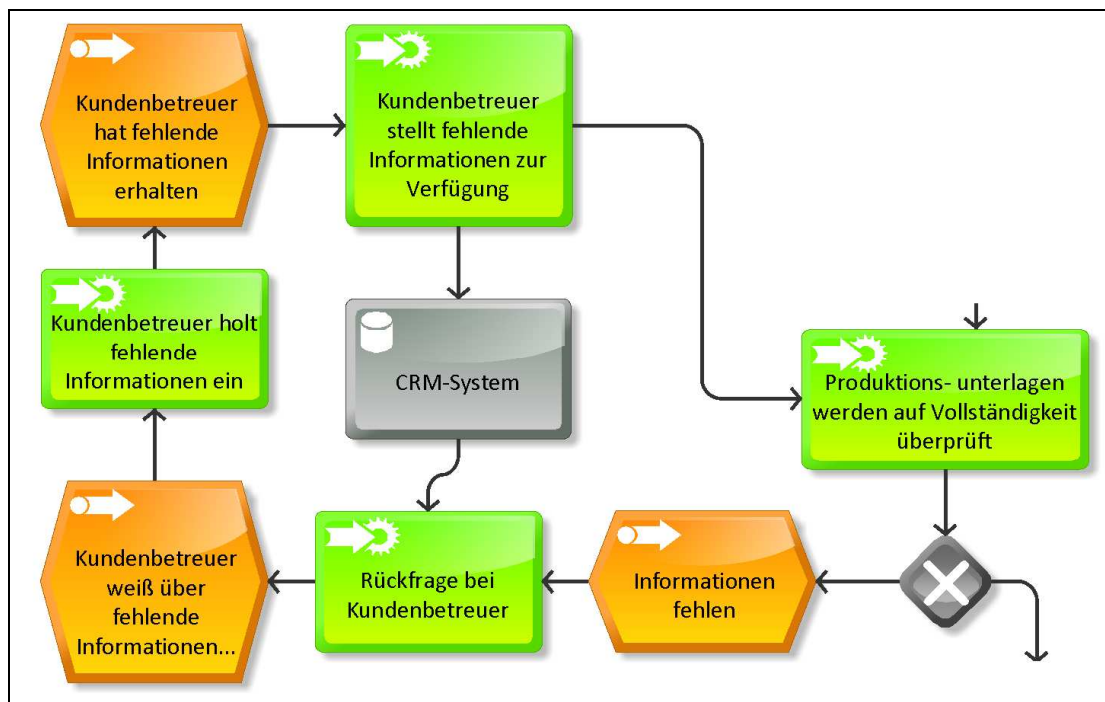 Kundenbetreuer
hat fehlende
Informationen
erhalten
Kundenbetreuer
stellt fehlende
Informationen zur
Verfügung
Kundenbetreuer holt
fehlende
Informationen ein
CRM-System
Produktions- unterlagen
werden auf Vollständigkeit
überprüft
Kundenbetreuer
weiß über
fehlende
Informationen...
Rückfrage bei
Kundenbetreuer
Informationen
fehlen